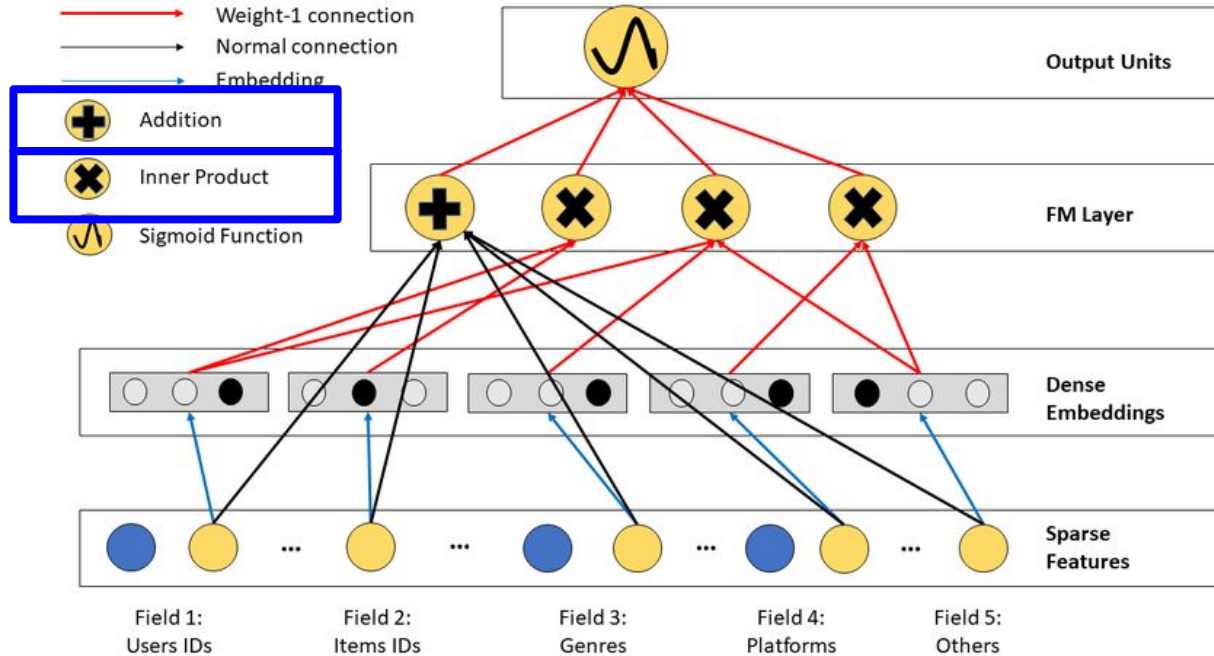 Weight-1 connection
Normal connection
Embedding
Addition
Inner Product
Sigmoid Function
Output Units
FM Layer
Dense
Embeddings
... ... ... ...
Sparse
Features
Field 1:
Users IDs
Field 2:
Items IDs
Field 3:
Genres
Field 4:
Platforms
Field 5:
Others